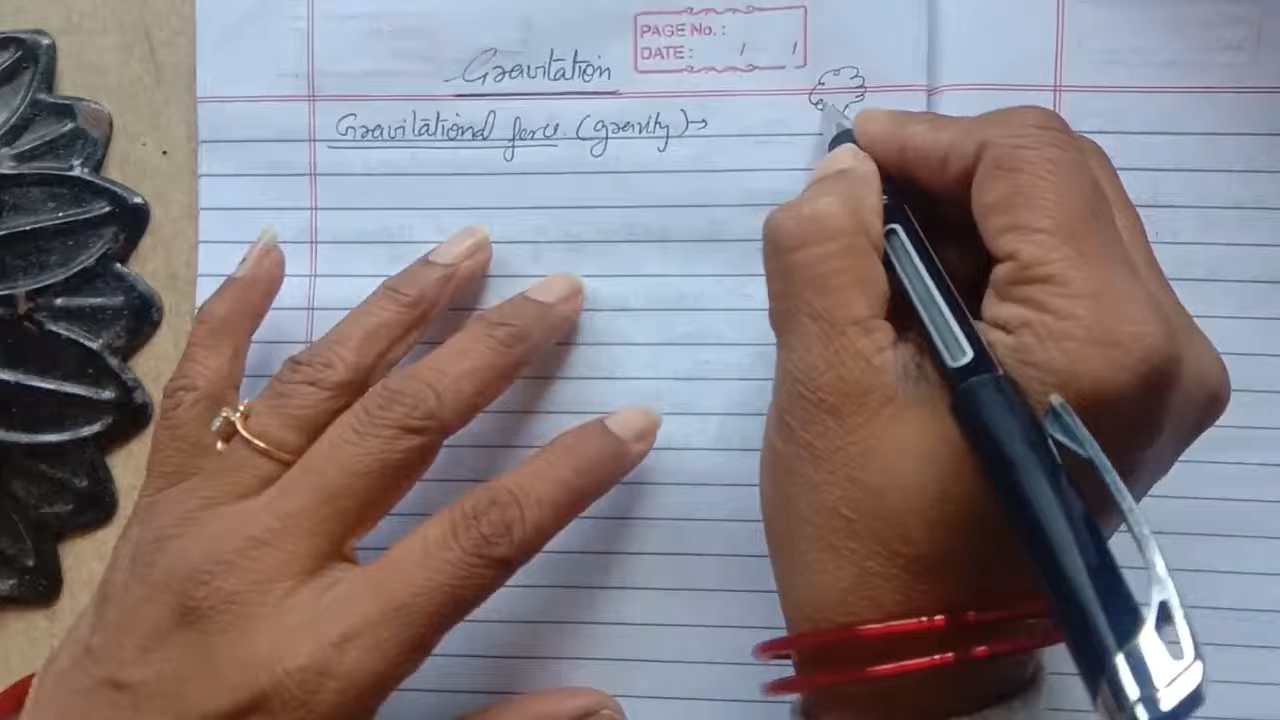 PAGE No.:
DATE: / /
Gravitation
Gravitational force (gravity)→